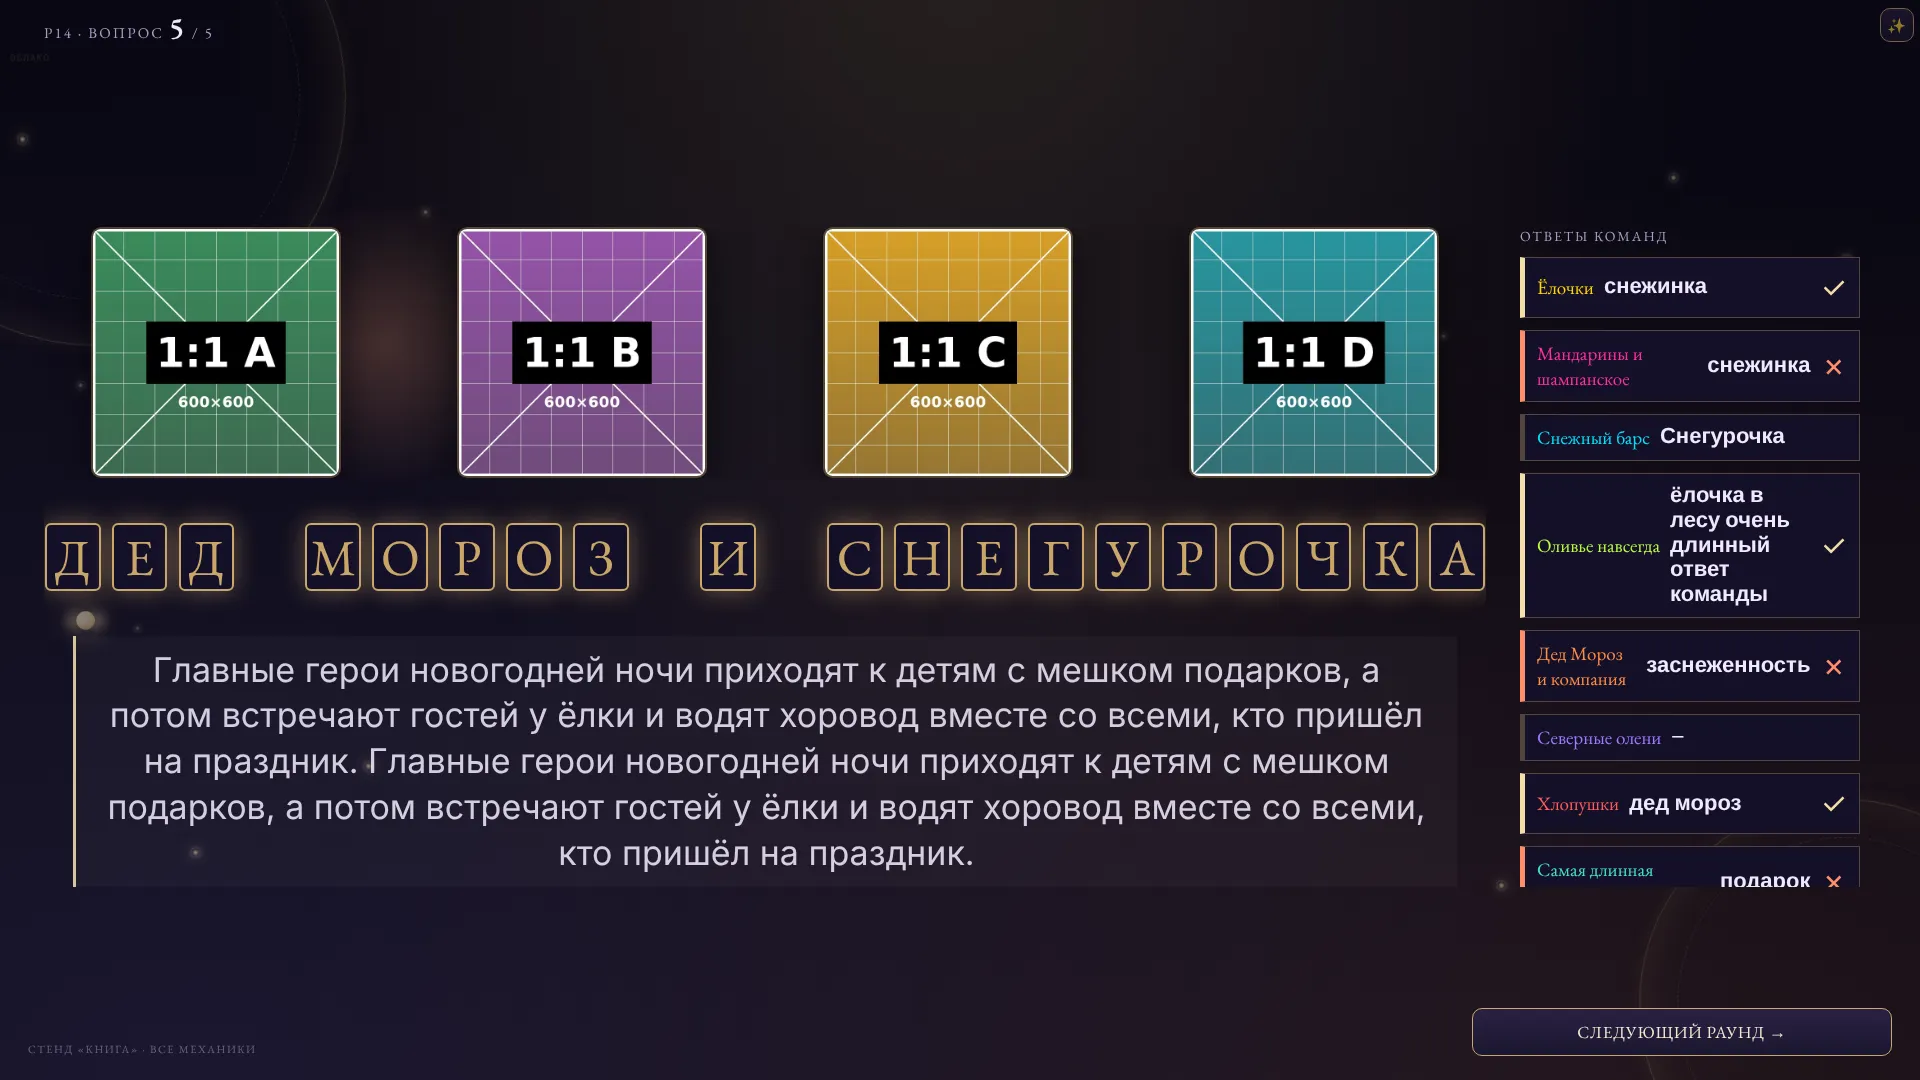 P14 · ВОПРОС 5 / 5
1:1 A
600×600
1:1 B
600×600
1:1 C
600×600
1:1 D
600×600
ДЕД МОРОЗ И СНЕГУРОЧКА
Главные герои новогодней ночи приходят к детям с мешком подарков, а
потом встречают гостей у ёлки и водят хоровод вместе со всеми, кто пришёл
на праздник. Главные герои новогодней ночи приходят к детям с мешком
подарков, а потом встречают гостей у ёлки и водят хоровод вместе со всеми,
кто пришёл на праздник.
ОТВЕТЫ КОМАНД
Ёлочки снежинка
Мандарины и
шампанское
снежинка
Снежный барс Снегурочка
Оливье навсегда
ёлочка в
лесу очень
длинный
ответ
команды
Дед Мороз
и компания
заснеженность
Северные олени –
Хлопушки дед мороз
Самая длинная
подарок
СЛЕДУЮЩИЙ РАУНД →
СТЕНД «КНИГА» · ВСЕ МЕХАНИКИ